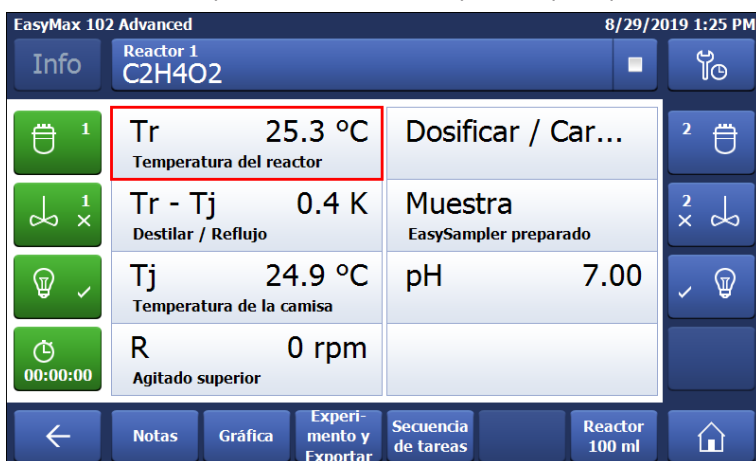 EasyMax 102 Advanced
8/29/2019 1:25 PM
Info
Reactor 1
C2H4O2
1
Tr 25.3 °C
Temperatura del reactor
Dosificar / Car...
2
1
Tr - Tj 0.4 K
Destilar / Reflujo
Muestra
EasySampler preparado
2
Tj 24.9 °C
Temperatura de la camisa
pH 7.00
00:00:00
R 0 rpm
Agitado superior
Notas
Gráfica
Experi-
mento y
Exportar
Secuencia
de tareas
Reactor
100 ml